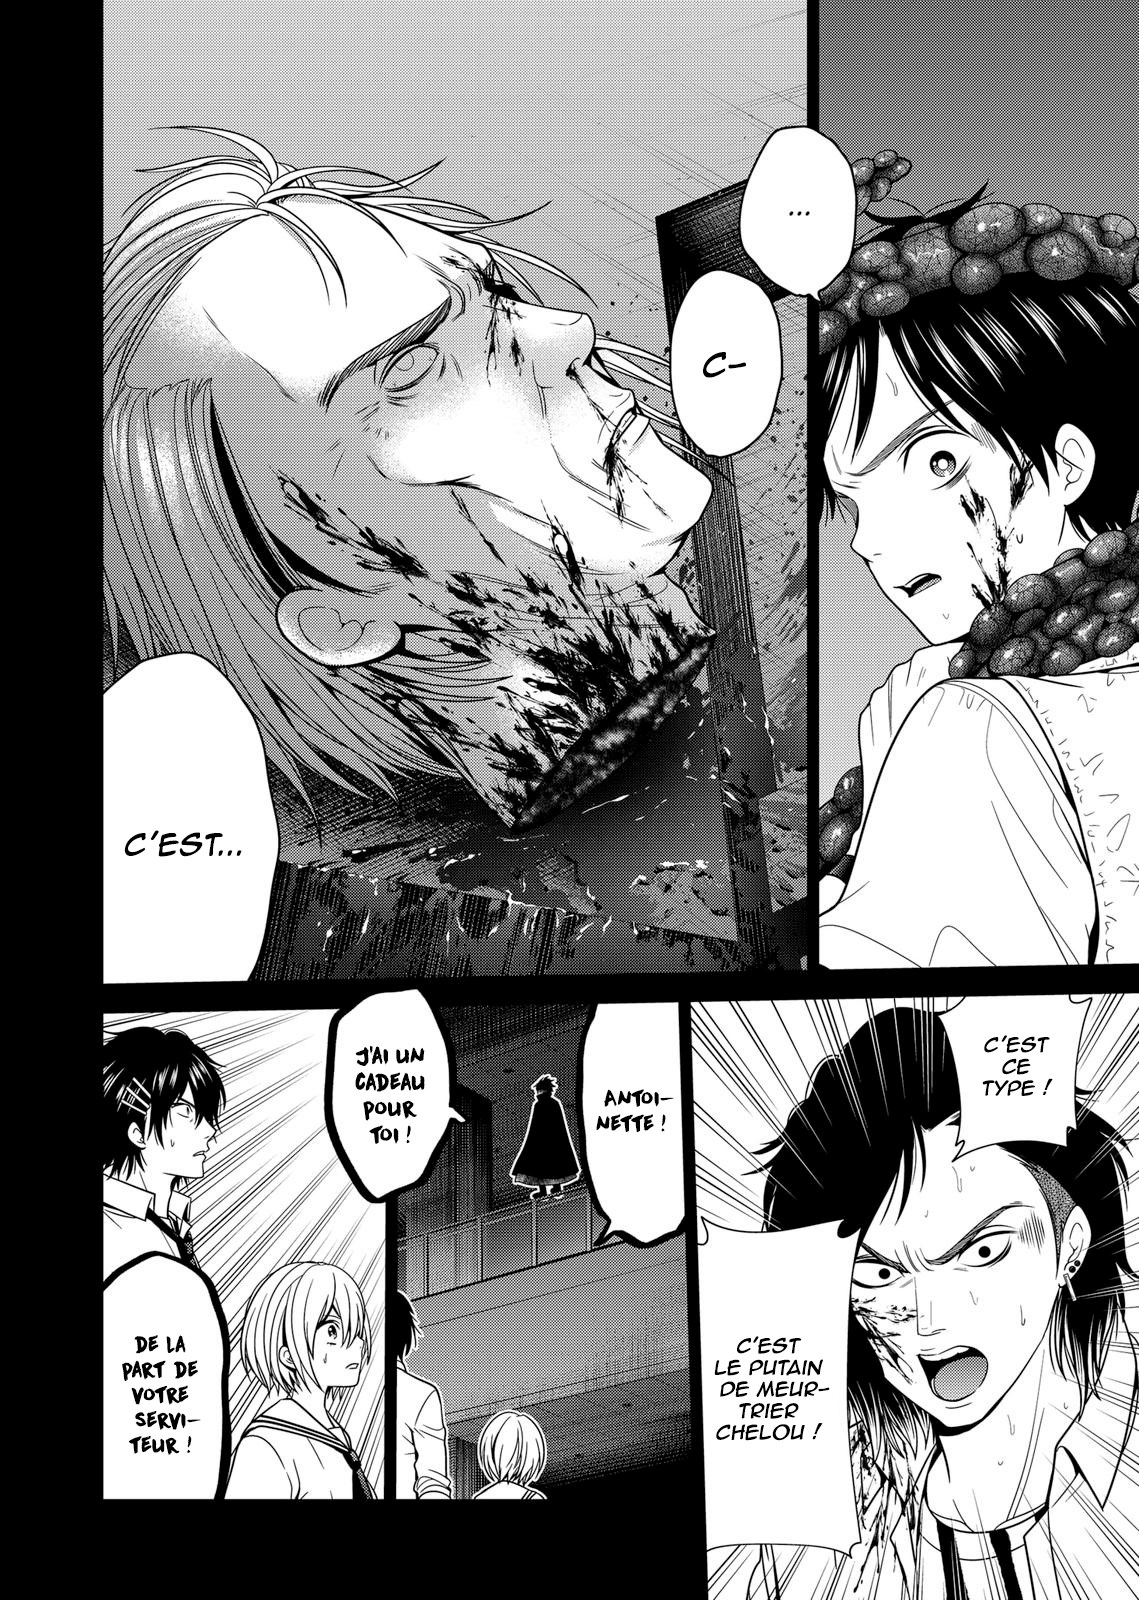 ...
C-
C'EST...
C'EST
CE
TYPE !
C'EST
LE PUTAIN
DE MEUR-
TRIER
CHELOU !
ANTOI-
NETTE !
J'AI UN
CADEAU
POUR
TOI !
DE LA
PART DE
VOTRE
SERVI-
TEUR !